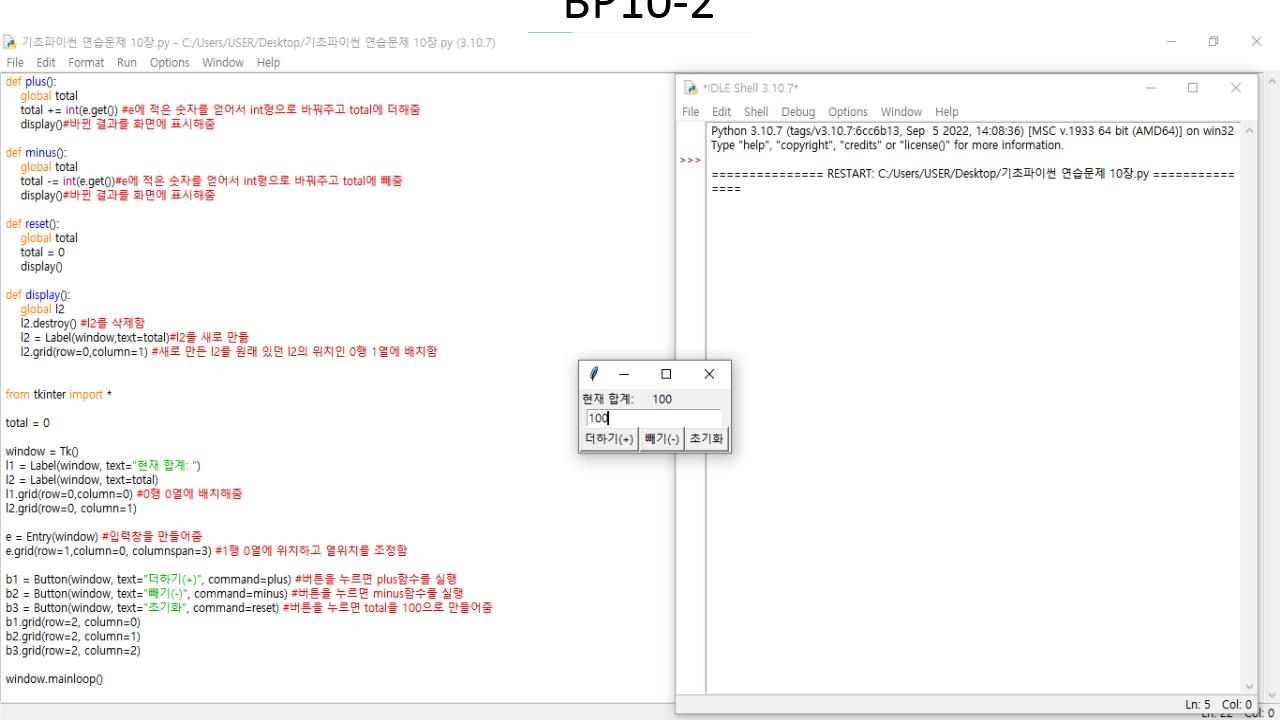 BP10-2
기초파이썬 연습문제 10장.py - C:/Users/USER/Desktop/기초파이썬 연습문제 10장.py (3.10.7)
File Edit Format Run Options Window Help
def plus():
global total
total += int(e.get()) #e에 적은 숫자를 얻어서 int형으로 바꿔주고 total에 더해줌
display()#바뀐 결과를 화면에 표시해줌
def minus():
global total
total -= int(e.get())#e에 적은 숫자를 얻어서 int형으로 바꿔주고 total에 빼줌
display()#바뀐 결과를 화면에 표시해줌
def reset():
global total
total = 0
display()
def display():
global l2
l2.destroy() #l2를 삭제함
l2 = Label(window,text=total)#l2를 새로 만듦
l2.grid(row=0,column=1) #새로 만든 l2를 원래 있던 l2의 위치인 0행 1열에 배치함
from tkinter import *
total = 0
window = Tk()
l1 = Label(window, text="현재 합계: ")
l2 = Label(window, text=total)
l1.grid(row=0,column=0) #0행 0열에 배치해줌
l2.grid(row=0, column=1)
e = Entry(window) #입력창을 만들어줌
e.grid(row=1,column=0, columnspan=3) #1행 0열에 위치하고 열위치를 조정함
b1 = Button(window, text="더하기(+)", command=plus) #버튼을 누르면 plus함수를 실행
b2 = Button(window, text="빼기(-)", command=minus) #버튼을 누르면 minus함수를 실행
b3 = Button(window, text="초기화", command=reset) #버튼을 누르면 total을 100으로 만들어줌
b1.grid(row=2, column=0)
b2.grid(row=2, column=1)
b3.grid(row=2, column=2)
window.mainloop()
*IDLE Shell 3.10.7*
File Edit Shell Debug Options Window Help
Python 3.10.7 (tags/v3.10.7:6cc6b13, Sep 5 2022, 14:08:36) [MSC v.1933 64 bit (AMD64)] on win32
Type "help", "copyright", "credits" or "license()" for more information.
>>>
=============== RESTART: C:/Users/USER/Desktop/기초파이썬 연습문제 10장.py ===========
====
현재 합계: 100
100
더하기(+) 빼기(-) 초기화
Ln: 5 Col: 0
Ln: 22 Col: 0